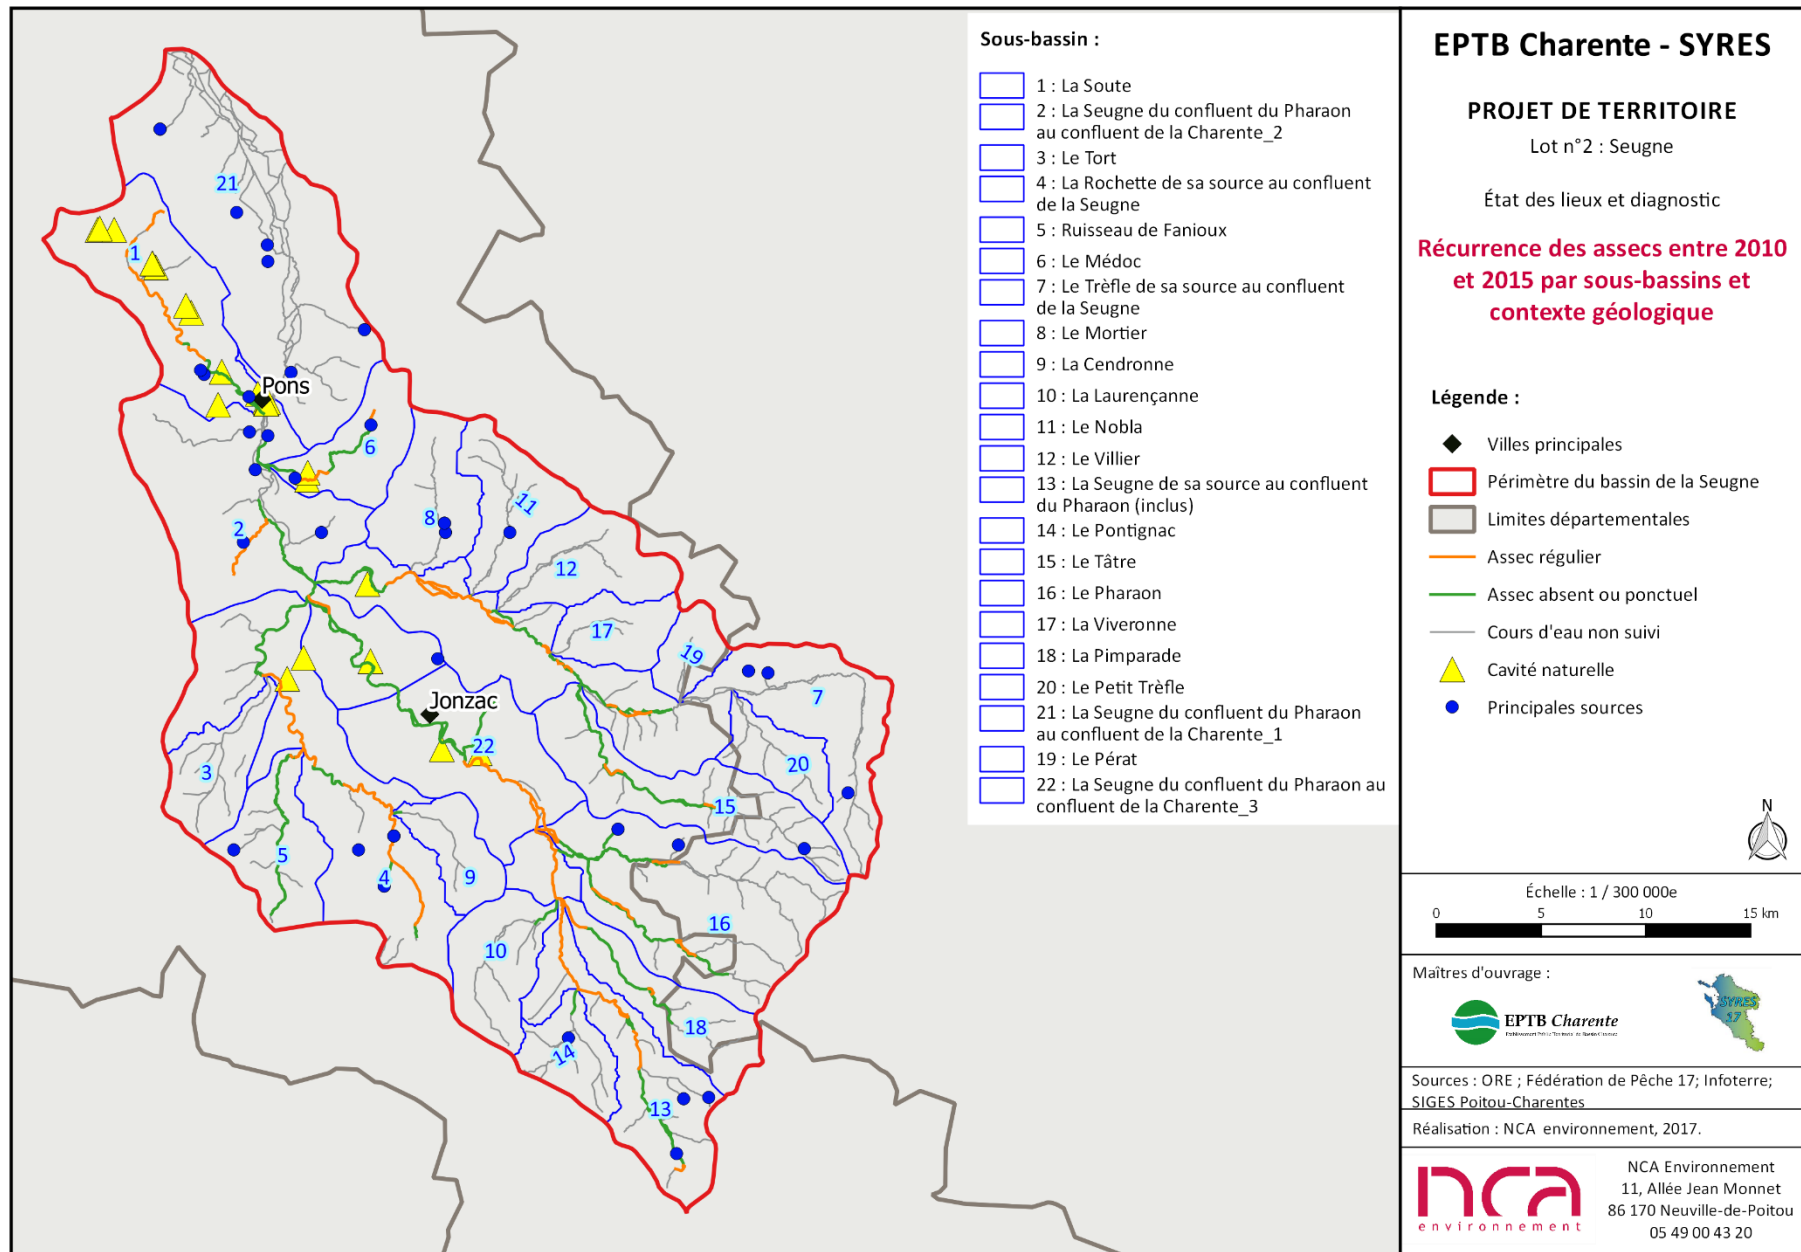 Sous-bassin :
1 : La Soute
2 : La Seugne du confluent du Pharaon
au confluent de la Charente_2
3 : Le Tort
4 : La Rochette de sa source au confluent
de la Seugne
5 : Ruisseau de Fanioux
6 : Le Médoc
7 : Le Trèfle de sa source au confluent
de la Seugne
8 : Le Mortier
9 : La Cendronne
10 : La Laurençanne
11 : Le Nobla
12 : Le Villier
13 : La Seugne de sa source au confluent
du Pharaon (inclus)
14 : Le Pontignac
15 : Le Tâtre
16 : Le Pharaon
17 : La Viveronne
18 : La Pimparade
20 : Le Petit Trèfle
21 : La Seugne du confluent du Pharaon
au confluent de la Charente_1
19 : Le Pérat
22 : La Seugne du confluent du Pharaon au
confluent de la Charente_3
21
1
Pons
6
2
8
11
12
17
19
7
Jonzac
22
20
3
15
5
4
9
16
10
18
14
13
EPTB Charente - SYRES
PROJET DE TERRITOIRE
Lot n°2 : Seugne
État des lieux et diagnostic
Récurrence des assecs entre 2010
et 2015 par sous-bassins et
contexte géologique
Légende :
Villes principales
Périmètre du bassin de la Seugne
Limites départementales
Assec régulier
Assec absent ou ponctuel
Cours d'eau non suivi
Cavité naturelle
Principales sources
N
Échelle : 1 / 300 000e
0 5 10 15 km
Maîtres d'ouvrage :
EPTB Charente
SYRES
17
Sources : ORE ; Fédération de Pêche 17; Infoterre;
SIGES Poitou-Charentes
Réalisation : NCA environnement, 2017.
nca
environnement
NCA Environnement
11, Allée Jean Monnet
86 170 Neuville-de-Poitou
05 49 00 43 20